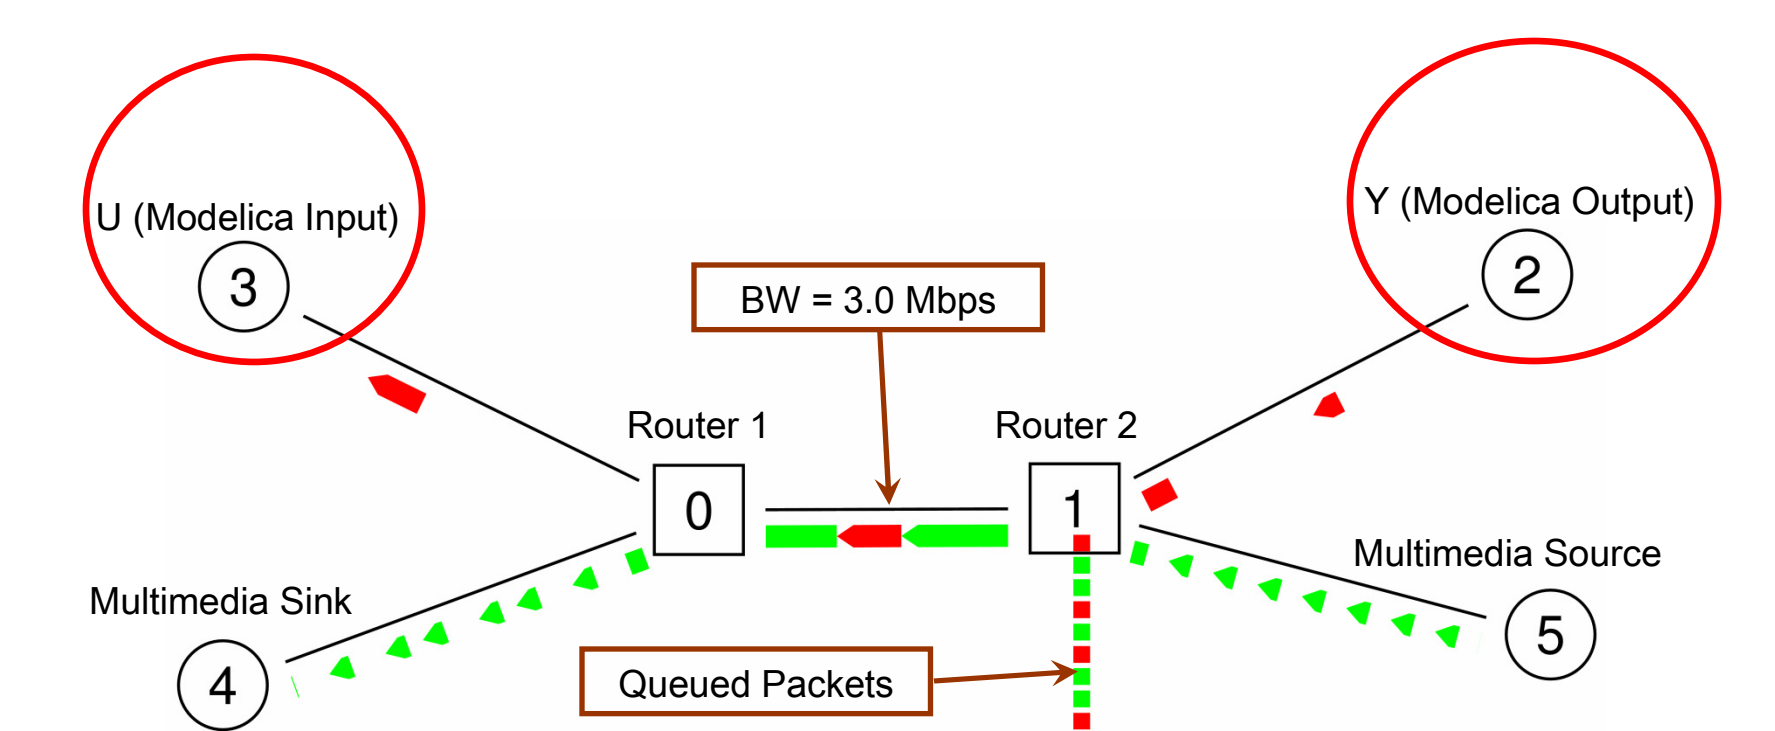 U (Modelica Input)
3
Y (Modelica Output)
2
BW = 3.0 Mbps
Router 1
0
Router 2
1
Multimedia Source
5
Multimedia Sink
4
Queued Packets